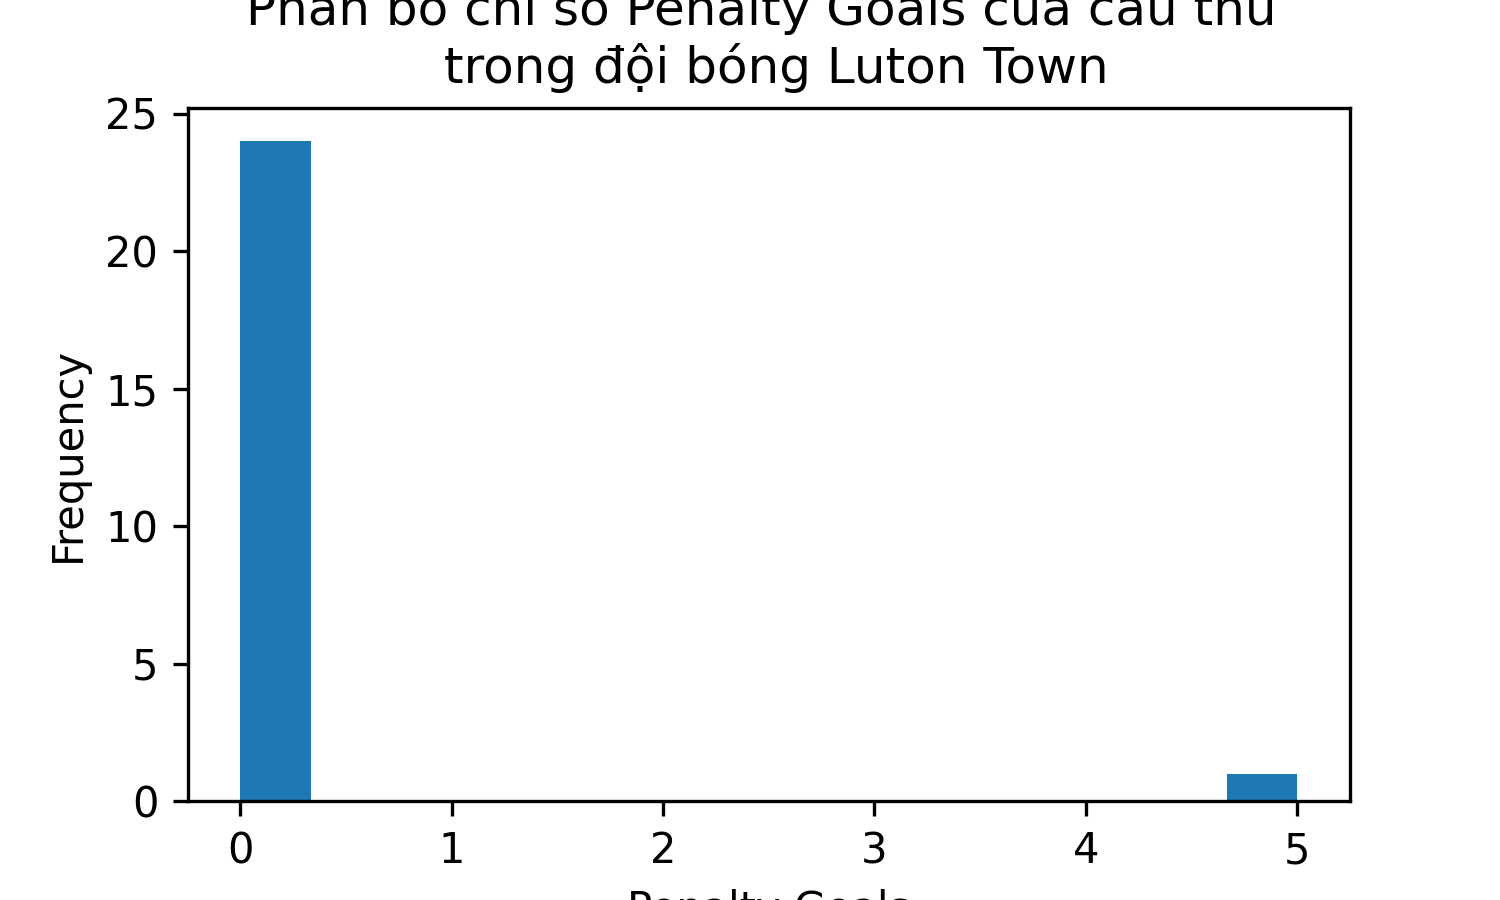 Phân bố chỉ số Penalty Goals của cầu thủ
trong đội bóng Luton Town
25
20
15
10
5
0
Frequency
0 1 2 3 4 5
Penalty Goals